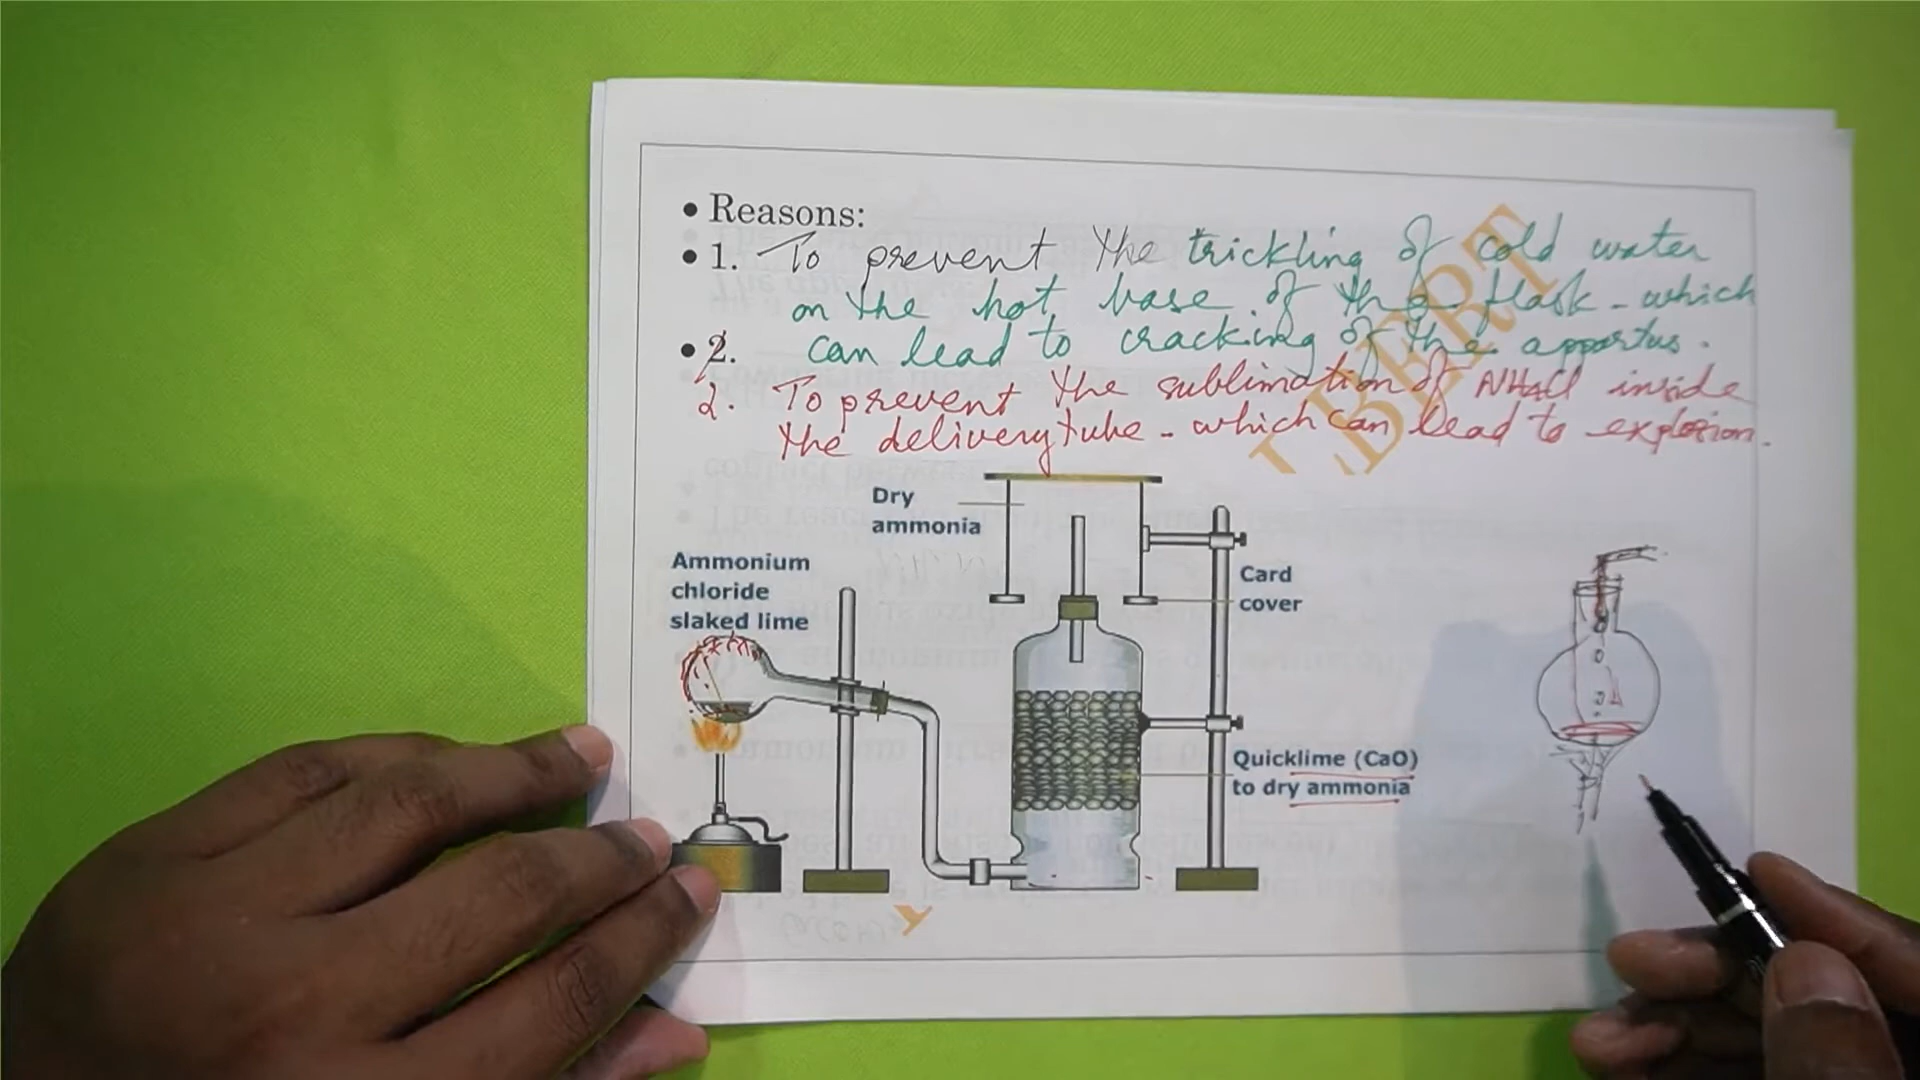 • Reasons:
• 1. To prevent the trickling of cold water
on the hot base of the flask - which
• 2. can lead to cracking of the appartus.
2. To prevent the sublimation of NH4Cl inside
the delivery tube - which can lead to explosion.
Dry
ammonia
Ammonium
chloride
slaked lime
Card
cover
Quicklime (CaO)
to dry ammonia